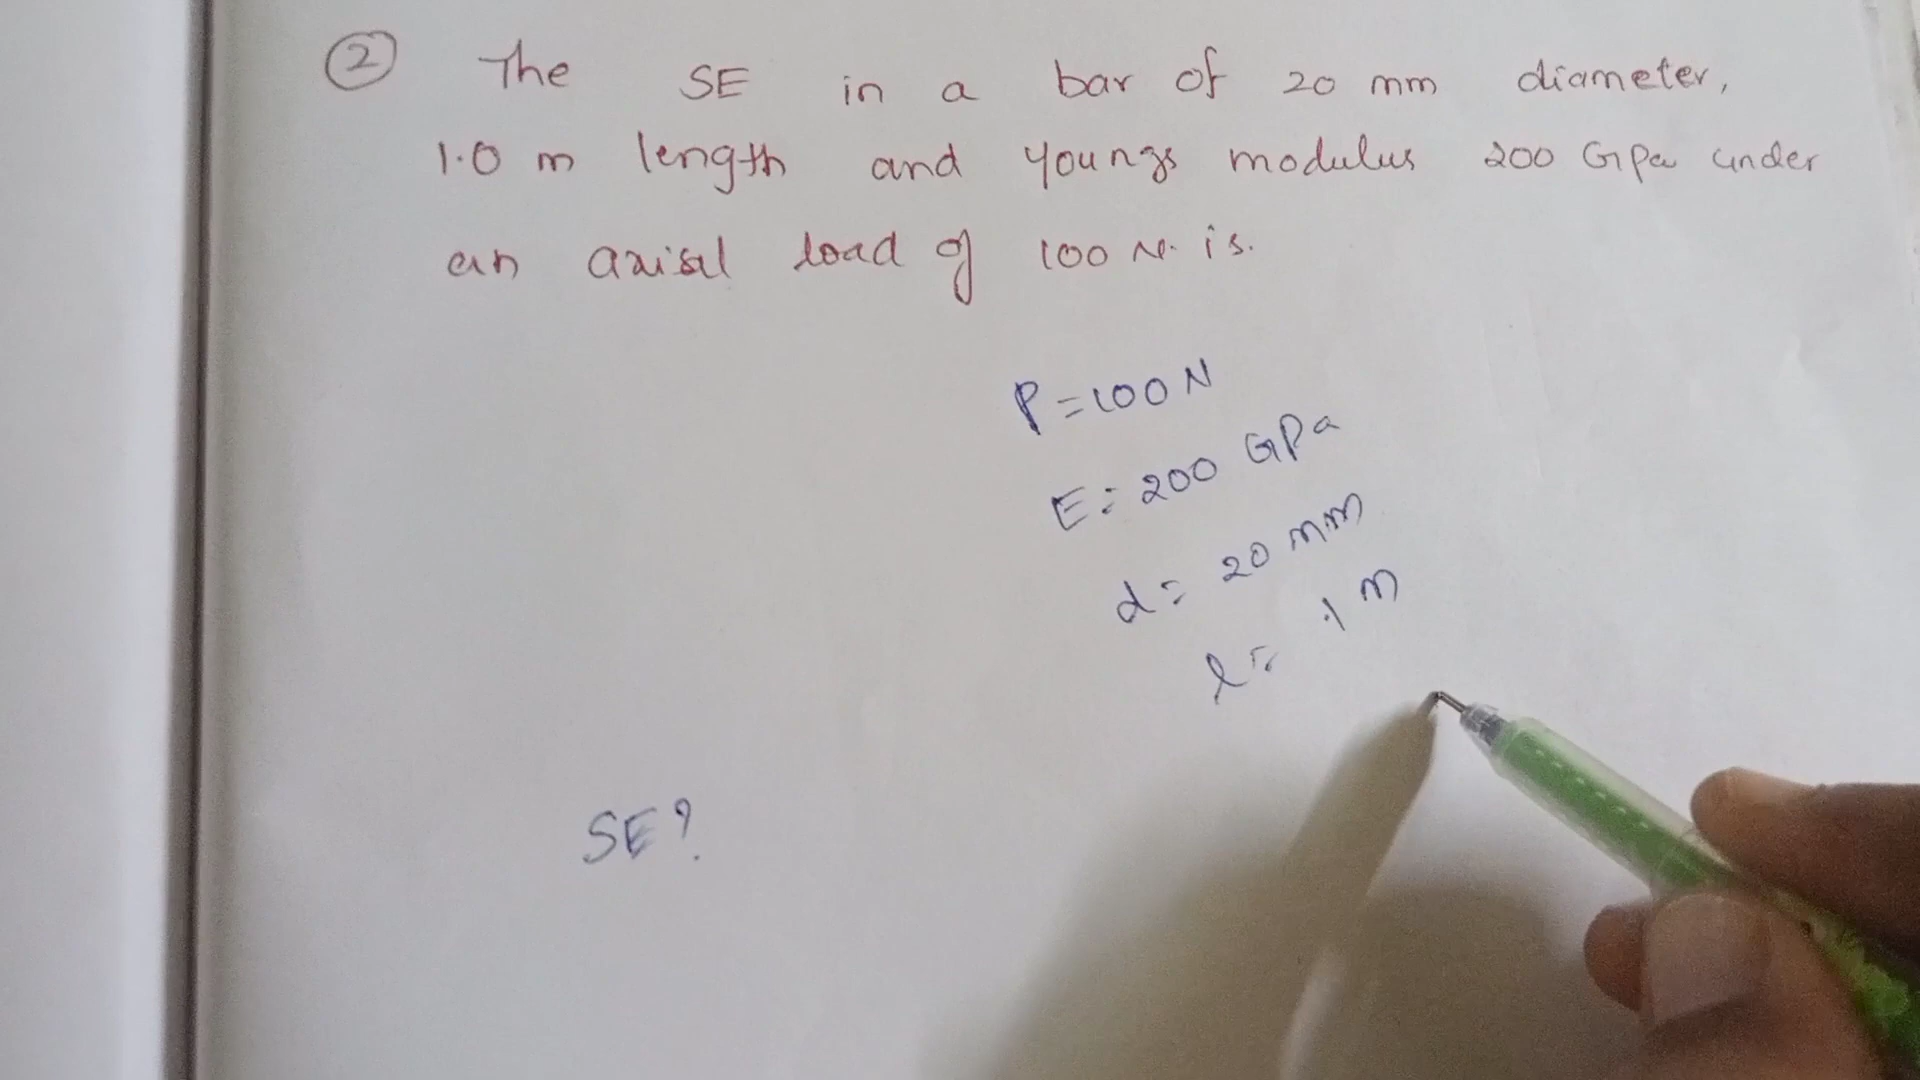 2 The SE in a bar of 20 mm diameter,
1.0 m length and youngs modulus 200 GPa under
an axial load of 100 N. is.
P = 100 N
E = 200 GPa
d = 20 mm
l = 1 m
SE?